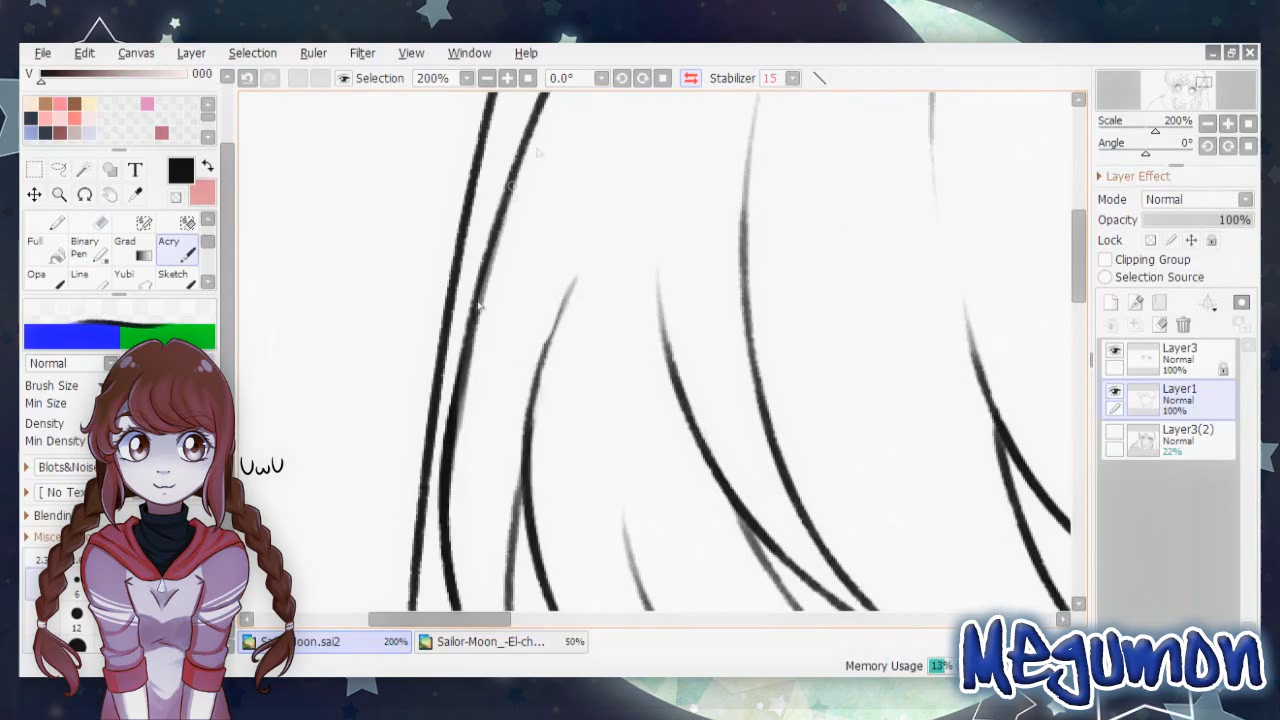 File Edit Canvas Layer Selection Ruler Filter View Window Help
V 000
Selection 200% 0.0° Stabilizer 15
Scale 200%
Angle 0°
Layer Effect
Mode Normal
Opacity 100%
Lock
Clipping Group
Selection Source
T
Full Binary Pen Grad Acry
Opa Line Yubi Sketch
Normal
Brush Size
Min Size
Density
Min Density
Blots&Noise
[ No Tex
Blending
Misce
6
12
UwU
Layer3
Normal
100%
Layer1
Normal
100%
Layer3(2)
Normal
22%
oon.sai2 200% Sailor-Moon_-El-ch... 50%
Memory Usage 13%
Megumon